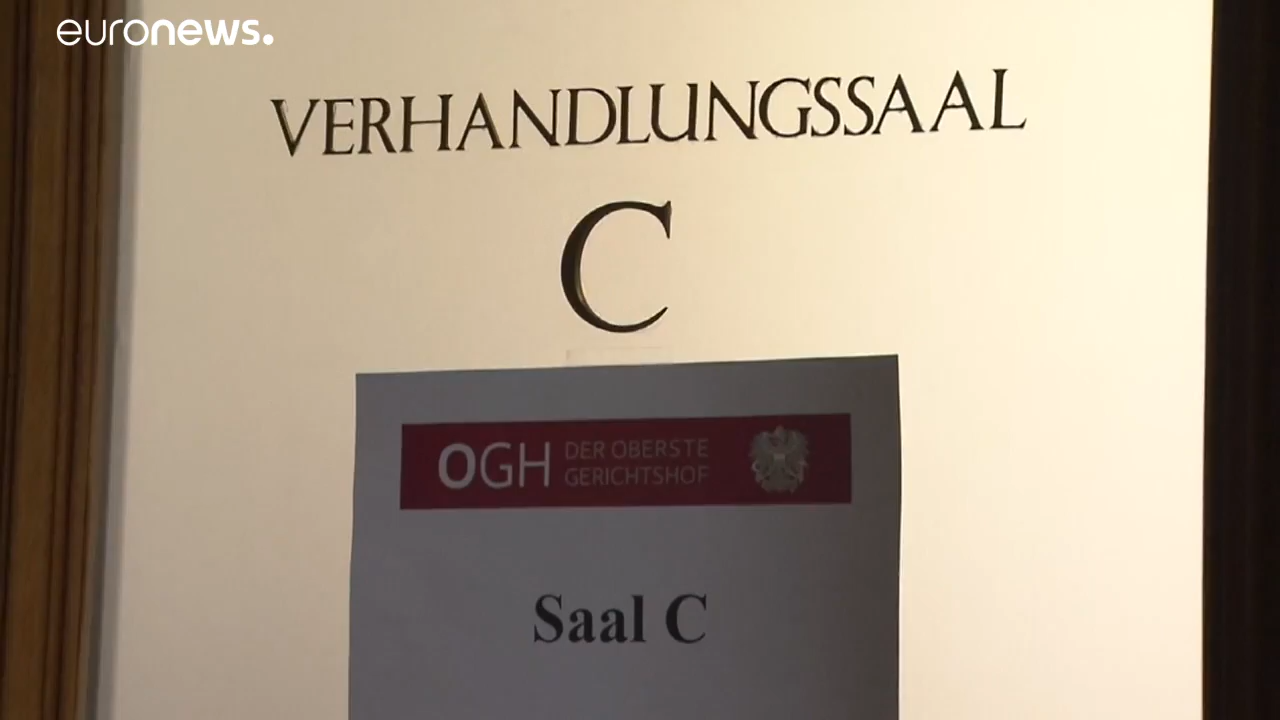 euronews.
VERHANDLUNGSSAAL
C
OGH DER OBERSTE
GERICHTSHOF
Saal C